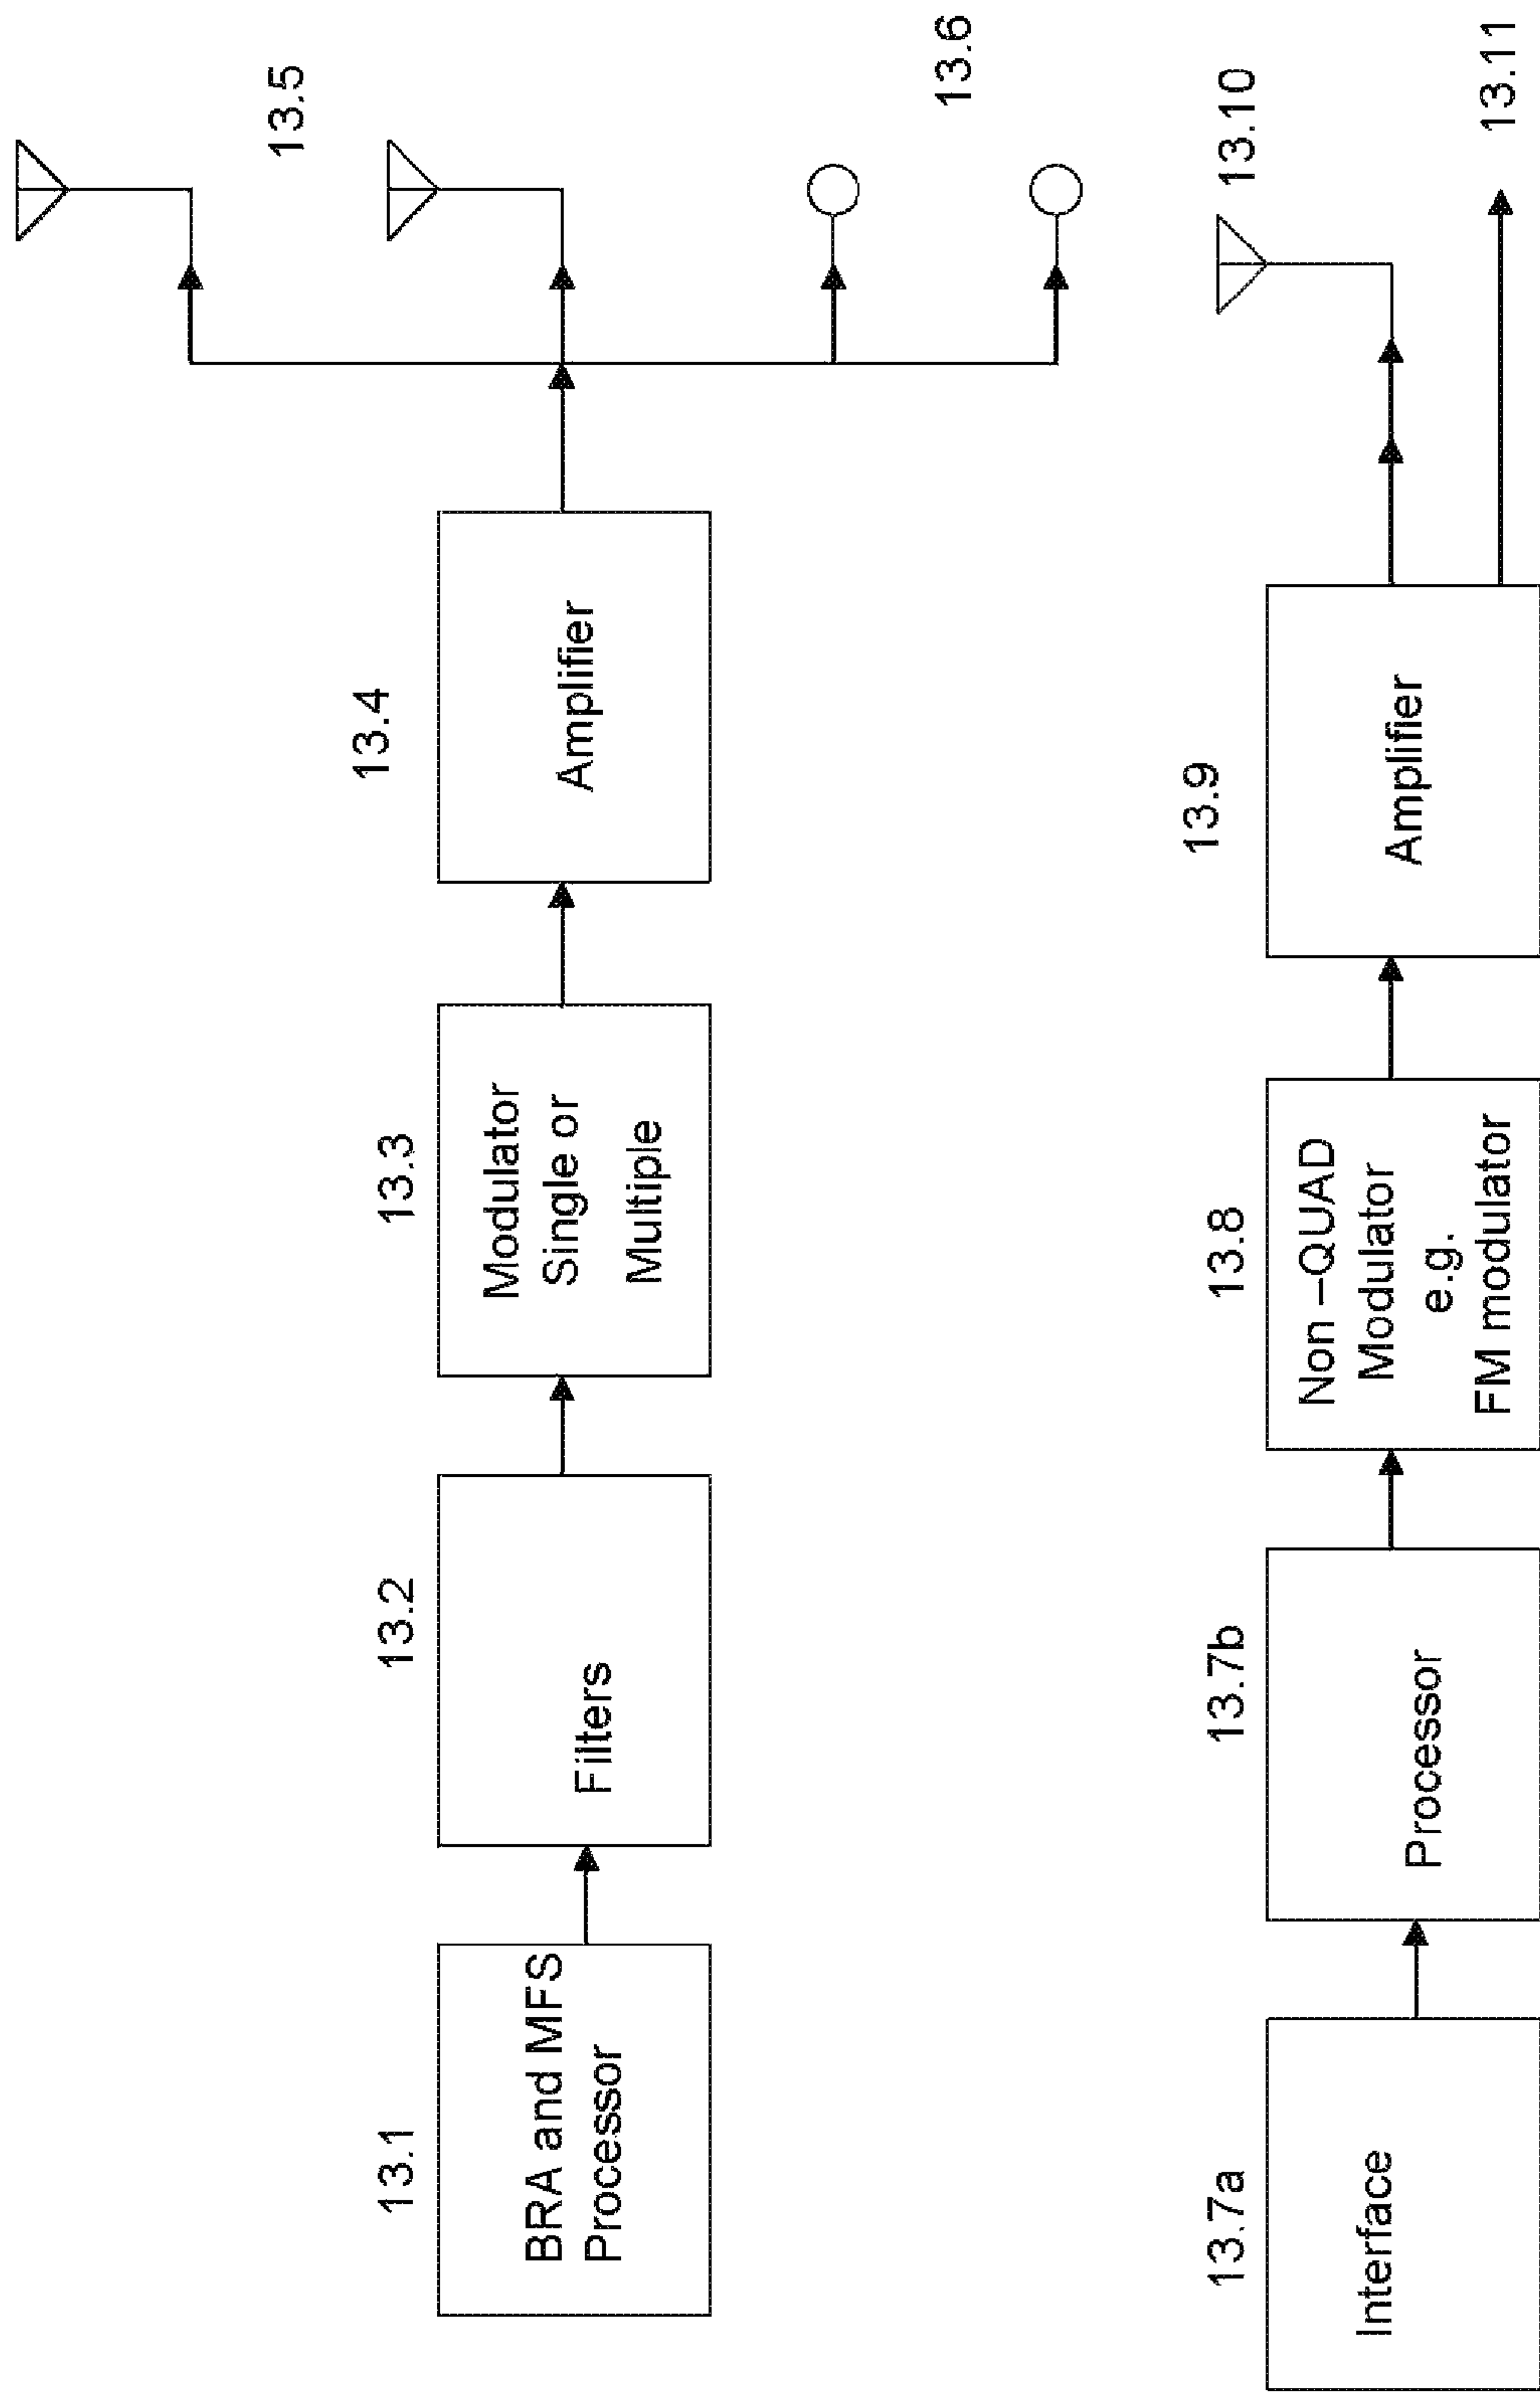 13.1
BRA and MFS
Processor
13.2
Filters
13.3
Modulator
Single or
Multiple
13.4
Amplifier
13.5
13.6
13.7a
Interface
13.7b
Processor
13.8
Non –QUAD
Modulator
e.g.
FM modulator
13.9
Amplifier
13.10
13.11